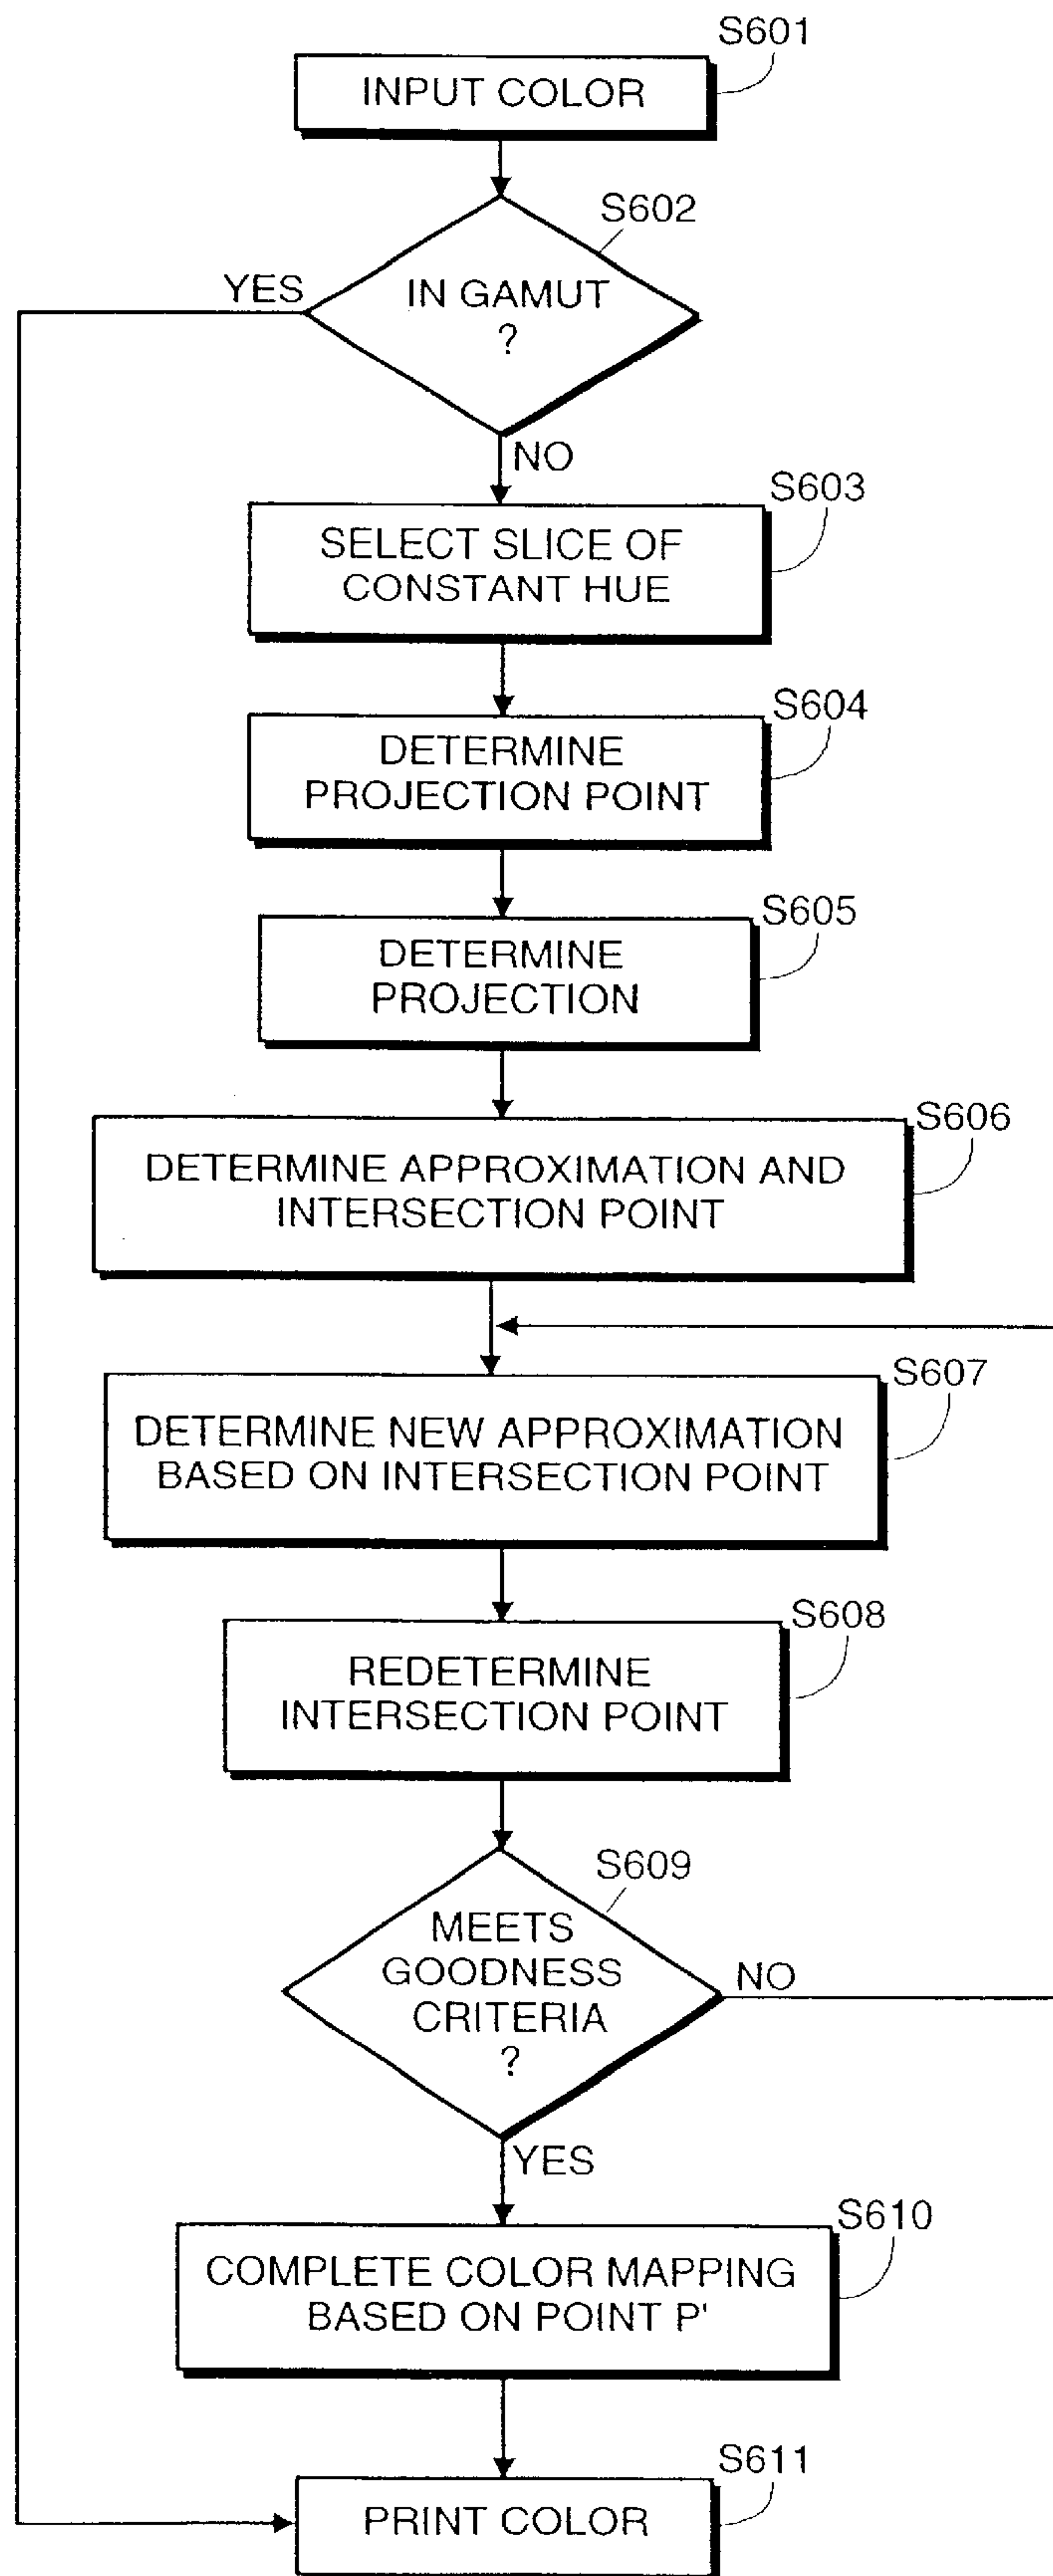 S601
INPUT COLOR
S602
YES
IN GAMUT
?
NO
S603
SELECT SLICE OF
CONSTANT HUE
S604
DETERMINE
PROJECTION POINT
S605
DETERMINE
PROJECTION
S606
DETERMINE APPROXIMATION AND
INTERSECTION POINT
S607
DETERMINE NEW APPROXIMATION
BASED ON INTERSECTION POINT
S608
REDETERMINE
INTERSECTION POINT
S609
MEETS
GOODNESS
CRITERIA
?
NO
YES
S610
COMPLETE COLOR MAPPING
BASED ON POINT P'
S611
PRINT COLOR